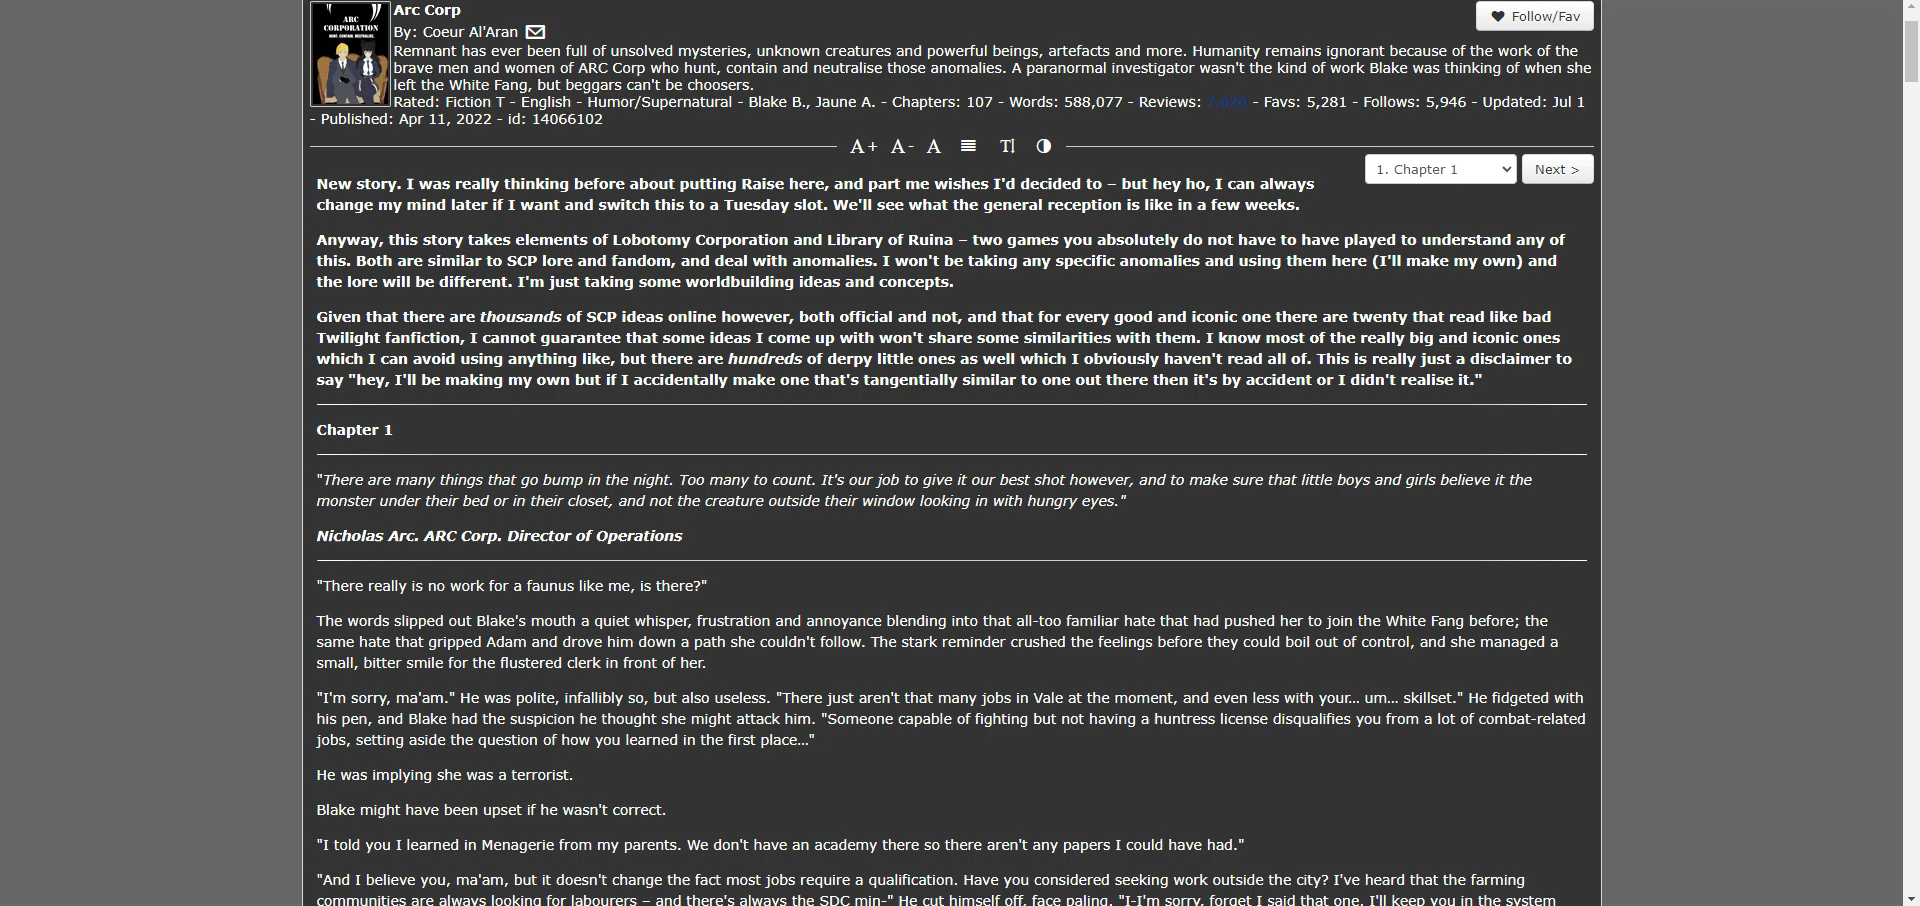 ARC
CORPORATION
HUNT. CONTAIN. NEUTRALISE.
Arc Corp
Follow/Fav
By: Coeur Al'Aran
Remnant has ever been full of unsolved mysteries, unknown creatures and powerful beings, artefacts and more. Humanity remains ignorant because of the work of the
brave men and women of ARC Corp who hunt, contain and neutralise those anomalies. A paranormal investigator wasn't the kind of work Blake was thinking of when she
left the White Fang, but beggars can't be choosers.
Rated: Fiction T - English - Humor/Supernatural - Blake B., Jaune A. - Chapters: 107 - Words: 588,077 - Reviews: 7,620 - Favs: 5,281 - Follows: 5,946 - Updated: Jul 1
- Published: Apr 11, 2022 - id: 14066102
A+ A- A TI
1. Chapter 1 Next >
New story. I was really thinking before about putting Raise here, and part me wishes I'd decided to – but hey ho, I can always
change my mind later if I want and switch this to a Tuesday slot. We'll see what the general reception is like in a few weeks.
Anyway, this story takes elements of Lobotomy Corporation and Library of Ruina – two games you absolutely do not have to have played to understand any of
this. Both are similar to SCP lore and fandom, and deal with anomalies. I won't be taking any specific anomalies and using them here (I'll make my own) and
the lore will be different. I'm just taking some worldbuilding ideas and concepts.
Given that there are thousands of SCP ideas online however, both official and not, and that for every good and iconic one there are twenty that read like bad
Twilight fanfiction, I cannot guarantee that some ideas I come up with won't share some similarities with them. I know most of the really big and iconic ones
which I can avoid using anything like, but there are hundreds of derpy little ones as well which I obviously haven't read all of. This is really just a disclaimer to
say "hey, I'll be making my own but if I accidentally make one that's tangentially similar to one out there then it's by accident or I didn't realise it."
Chapter 1
"There are many things that go bump in the night. Too many to count. It's our job to give it our best shot however, and to make sure that little boys and girls believe it the
monster under their bed or in their closet, and not the creature outside their window looking in with hungry eyes."
Nicholas Arc. ARC Corp. Director of Operations
"There really is no work for a faunus like me, is there?"
The words slipped out Blake's mouth a quiet whisper, frustration and annoyance blending into that all-too familiar hate that had pushed her to join the White Fang before; the
same hate that gripped Adam and drove him down a path she couldn't follow. The stark reminder crushed the feelings before they could boil out of control, and she managed a
small, bitter smile for the flustered clerk in front of her.
"I'm sorry, ma'am." He was polite, infallibly so, but also useless. "There just aren't that many jobs in Vale at the moment, and even less with your... um... skillset." He fidgeted with
his pen, and Blake had the suspicion he thought she might attack him. "Someone capable of fighting but not having a huntress license disqualifies you from a lot of combat-related
jobs, setting aside the question of how you learned in the first place..."
He was implying she was a terrorist.
Blake might have been upset if he wasn't correct.
"I told you I learned in Menagerie from my parents. We don't have an academy there so there aren't any papers I could have had."
"And I believe you, ma'am, but it doesn't change the fact most jobs require a qualification. Have you considered seeking work outside the city? I've heard that the farming
communities are always looking for labourers – and there's always the SDC min-" He cut himself off, face paling. "I-I'm sorry, forget I said that one. I'll keep you in the system